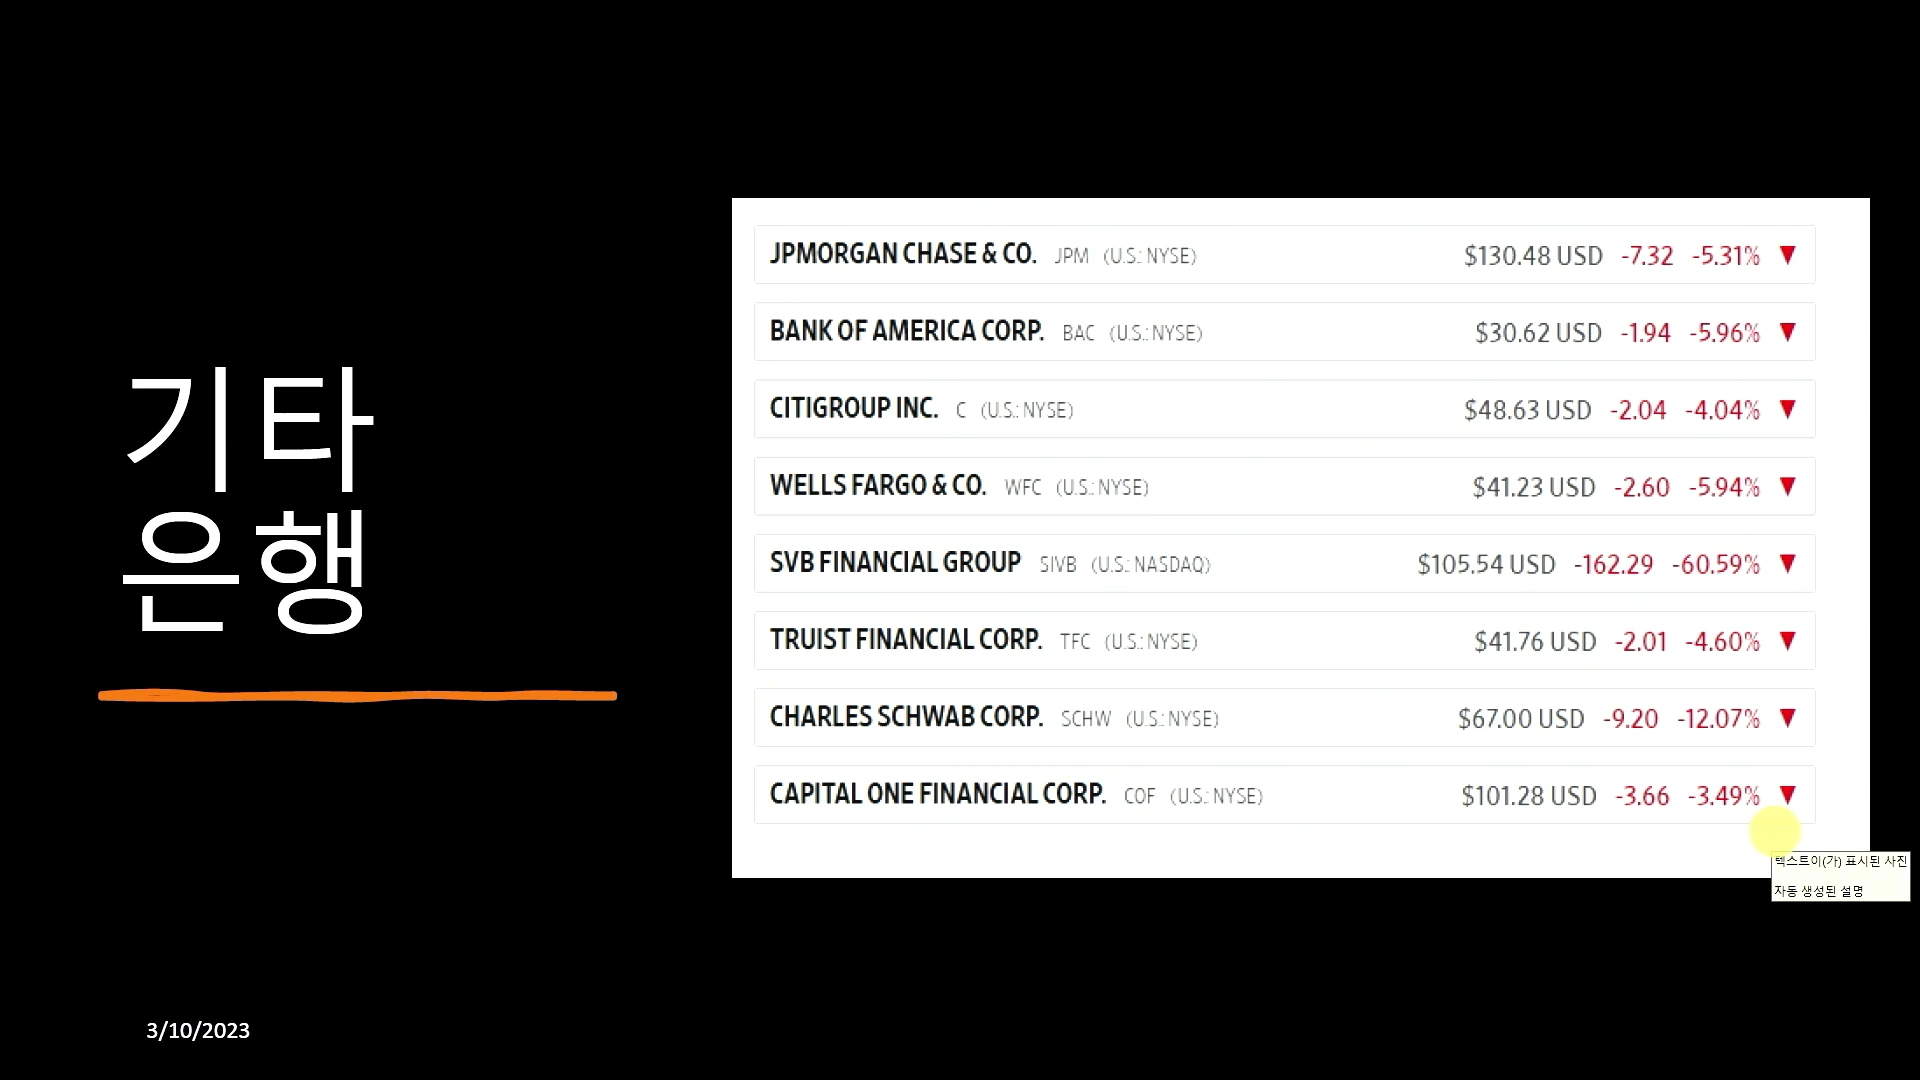 기타
은행
JPMORGAN CHASE & CO. JPM (U.S.: NYSE) $130.48 USD -7.32 -5.31% ▼
BANK OF AMERICA CORP. BAC (U.S.: NYSE) $30.62 USD -1.94 -5.96% ▼
CITIGROUP INC. C (U.S.: NYSE) $48.63 USD -2.04 -4.04% ▼
WELLS FARGO & CO. WFC (U.S.: NYSE) $41.23 USD -2.60 -5.94% ▼
SVB FINANCIAL GROUP SIVB (U.S.: NASDAQ) $105.54 USD -162.29 -60.59% ▼
TRUIST FINANCIAL CORP. TFC (U.S.: NYSE) $41.76 USD -2.01 -4.60% ▼
CHARLES SCHWAB CORP. SCHW (U.S.: NYSE) $67.00 USD -9.20 -12.07% ▼
CAPITAL ONE FINANCIAL CORP. COF (U.S.: NYSE) $101.28 USD -3.66 -3.49% ▼
텍스트이(가) 표시된 사진
자동 생성된 설명
3/10/2023